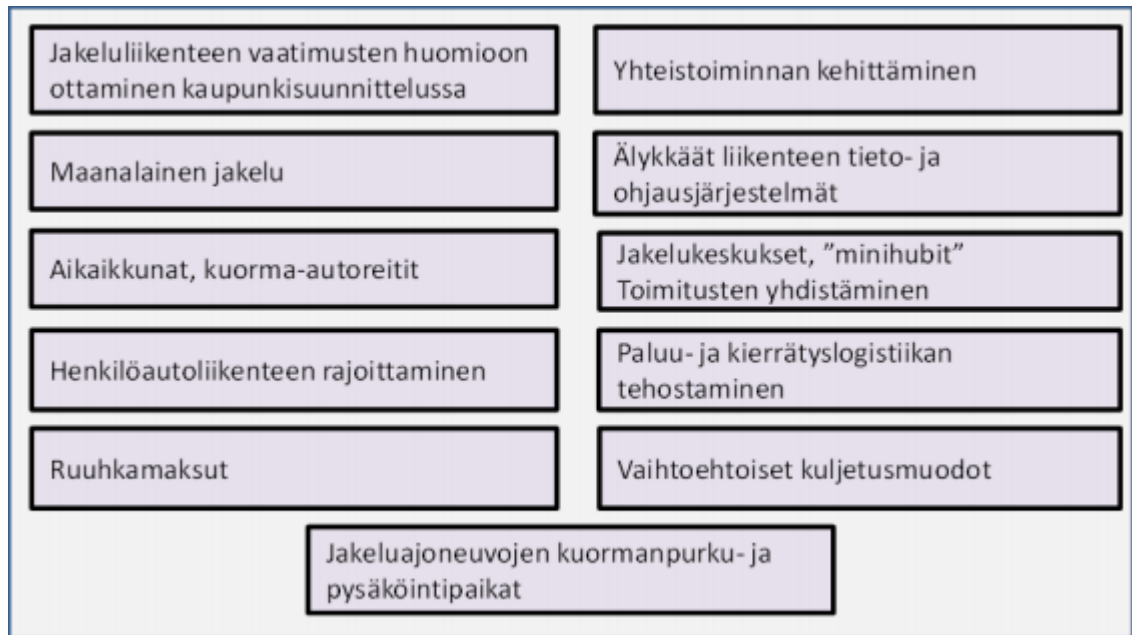 Jakeluliikenteen vaatimusten huomioon
ottaminen kaupunkisuunnittelussa
Maanalainen jakelu
Aikaikkunat, kuorma-autoreitit
Henkilöautoliikenteen rajoittaminen
Ruuhkamaksut
Yhteistoiminnan kehittäminen
Älykkäät liikenteen tieto- ja
ohjausjärjestelmät
Jakelukeskukset, ”minihubit”
Toimitusten yhdistäminen
Paluu- ja kierrätyslogistiikan
tehostaminen
Vaihtoehtoiset kuljetusmuodot
Jakeluajoneuvojen kuormanpurku- ja
pysäköintipaikat